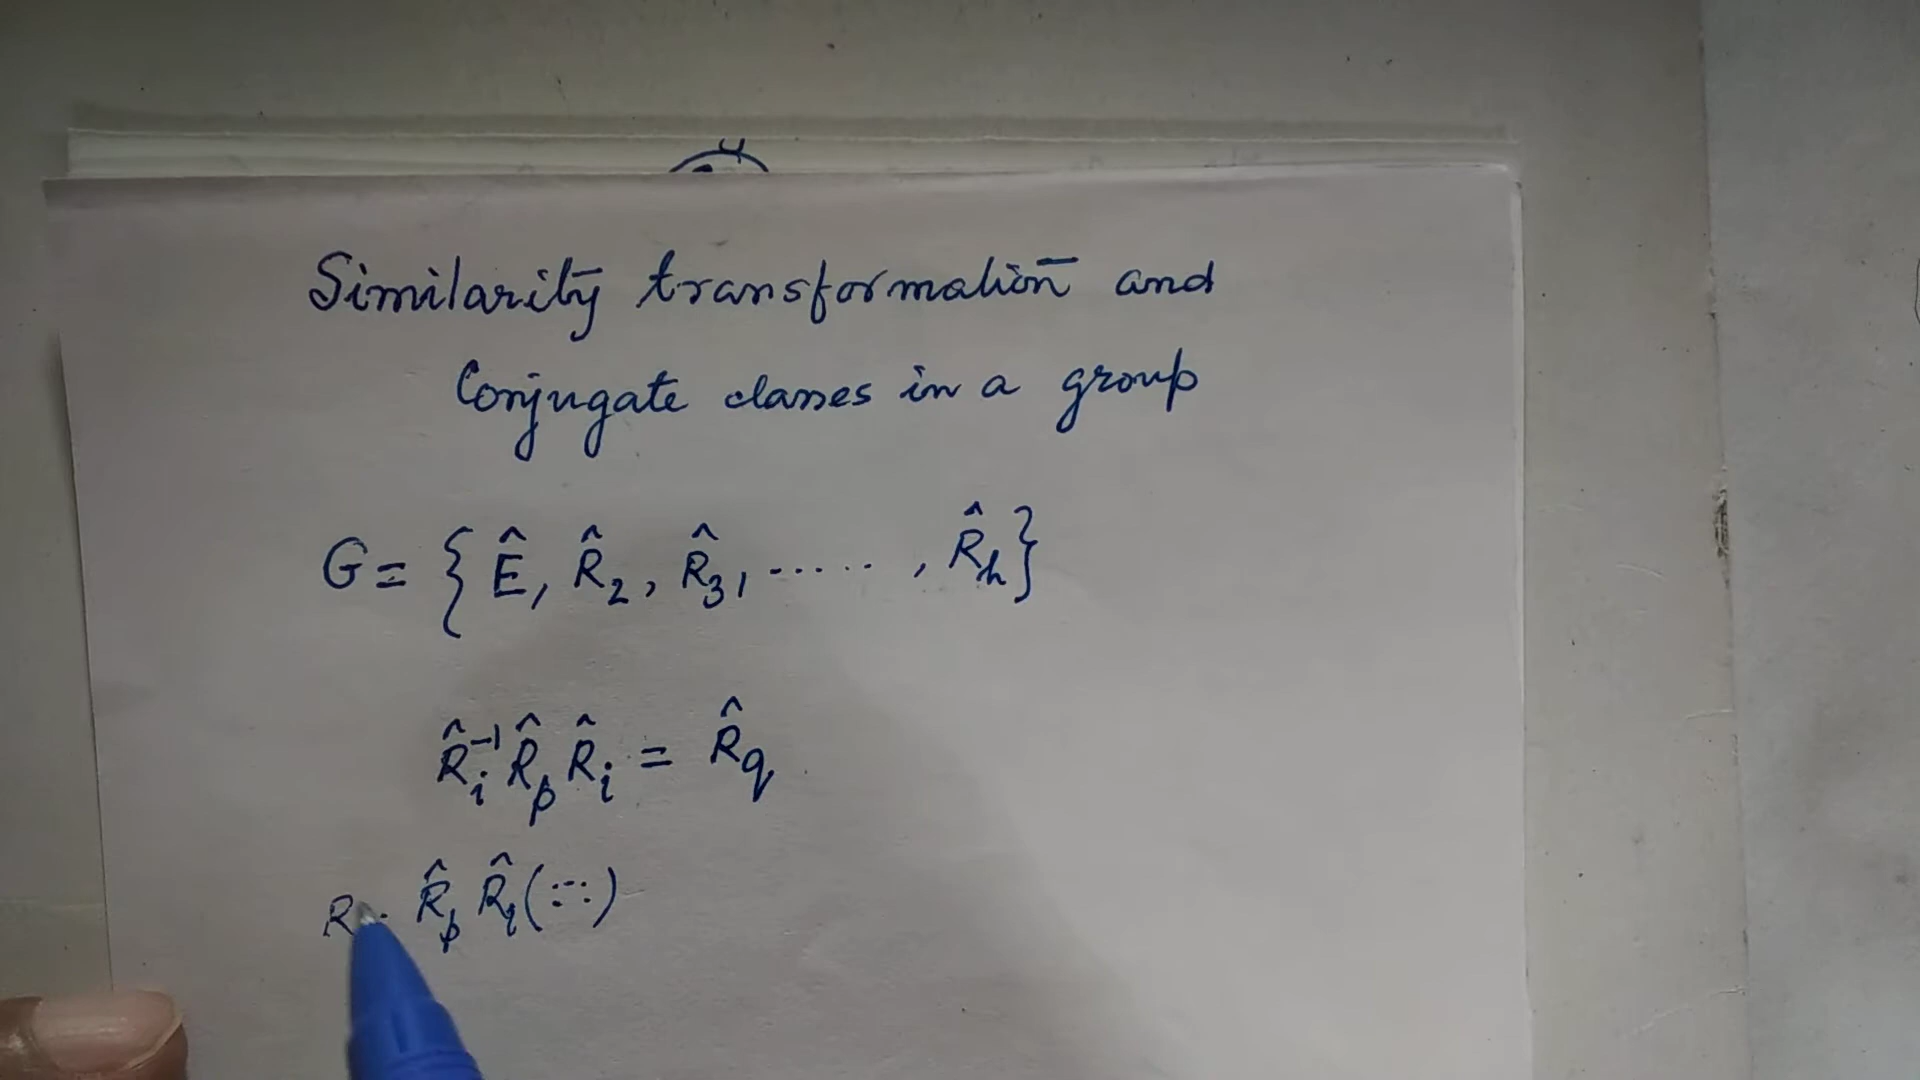 Similarity transformation and
Conjugate classes in a group
G = { Ê, R̂₂, R̂₃, ......, R̂ₕ}
R̂ᵢ⁻¹ R̂ₚ R̂ᵢ = R̂q
R R̂ₚ R̂q (:::)